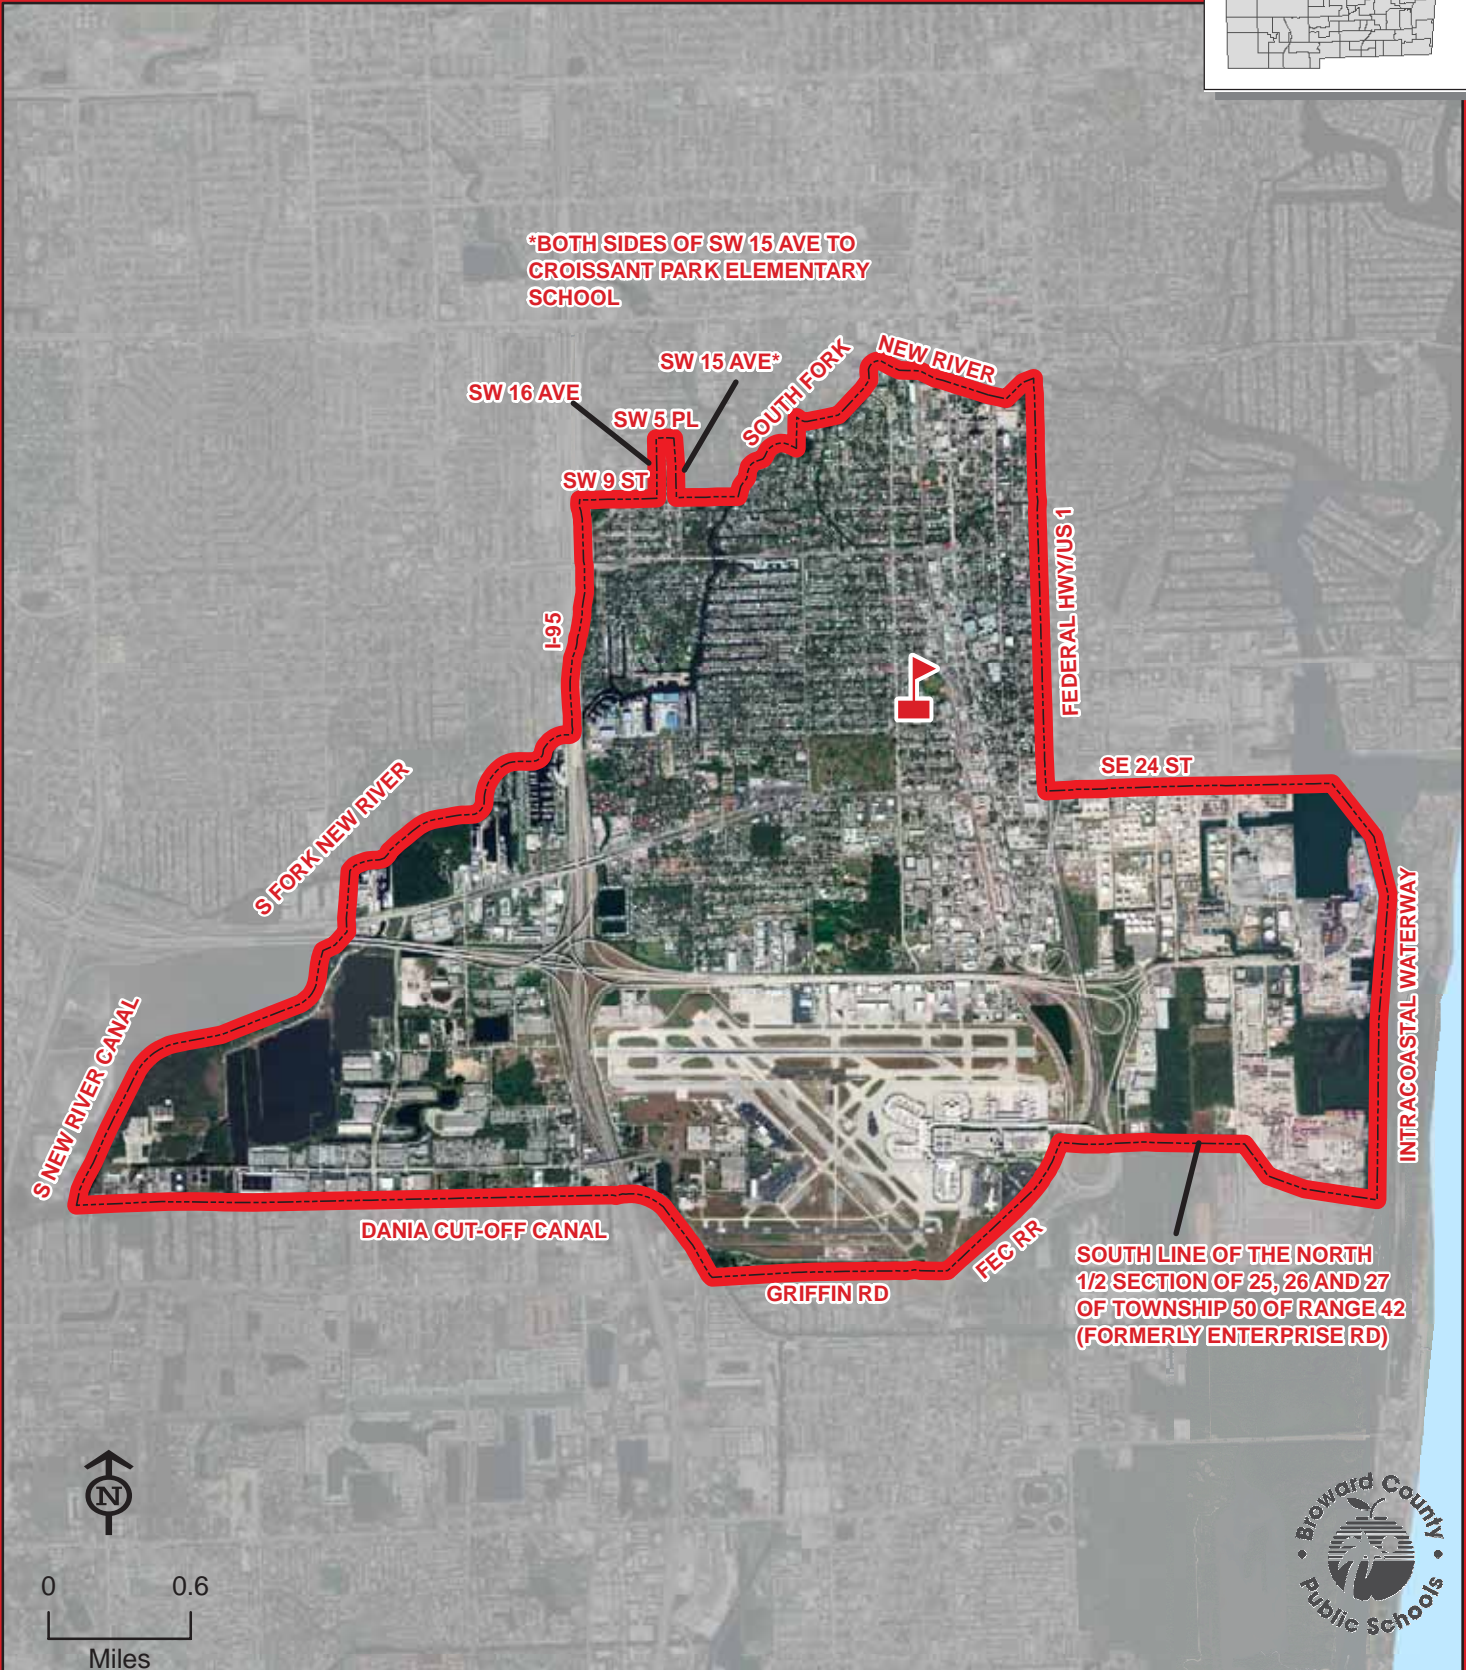 *BOTH SIDES OF SW 15 AVE TO
CROISSANT PARK ELEMENTARY
SCHOOL
NEW RIVER
SOUTH FORK
SW 15 AVE*
SW 16 AVE
SW 5 PL
SW 9 ST
I-95
FEDERAL HWY/US 1
SE 24 ST
S FORK NEW RIVER
INTRACOASTAL WATERWAY
S NEW RIVER CANAL
DANIA CUT-OFF CANAL
FEC RR
GRIFFIN RD
SOUTH LINE OF THE NORTH
1/2 SECTION OF 25, 26 AND 27
OF TOWNSHIP 50 OF RANGE 42
(FORMERLY ENTERPRISE RD)
N
0 0.6
Miles
Broward County
Public Schools